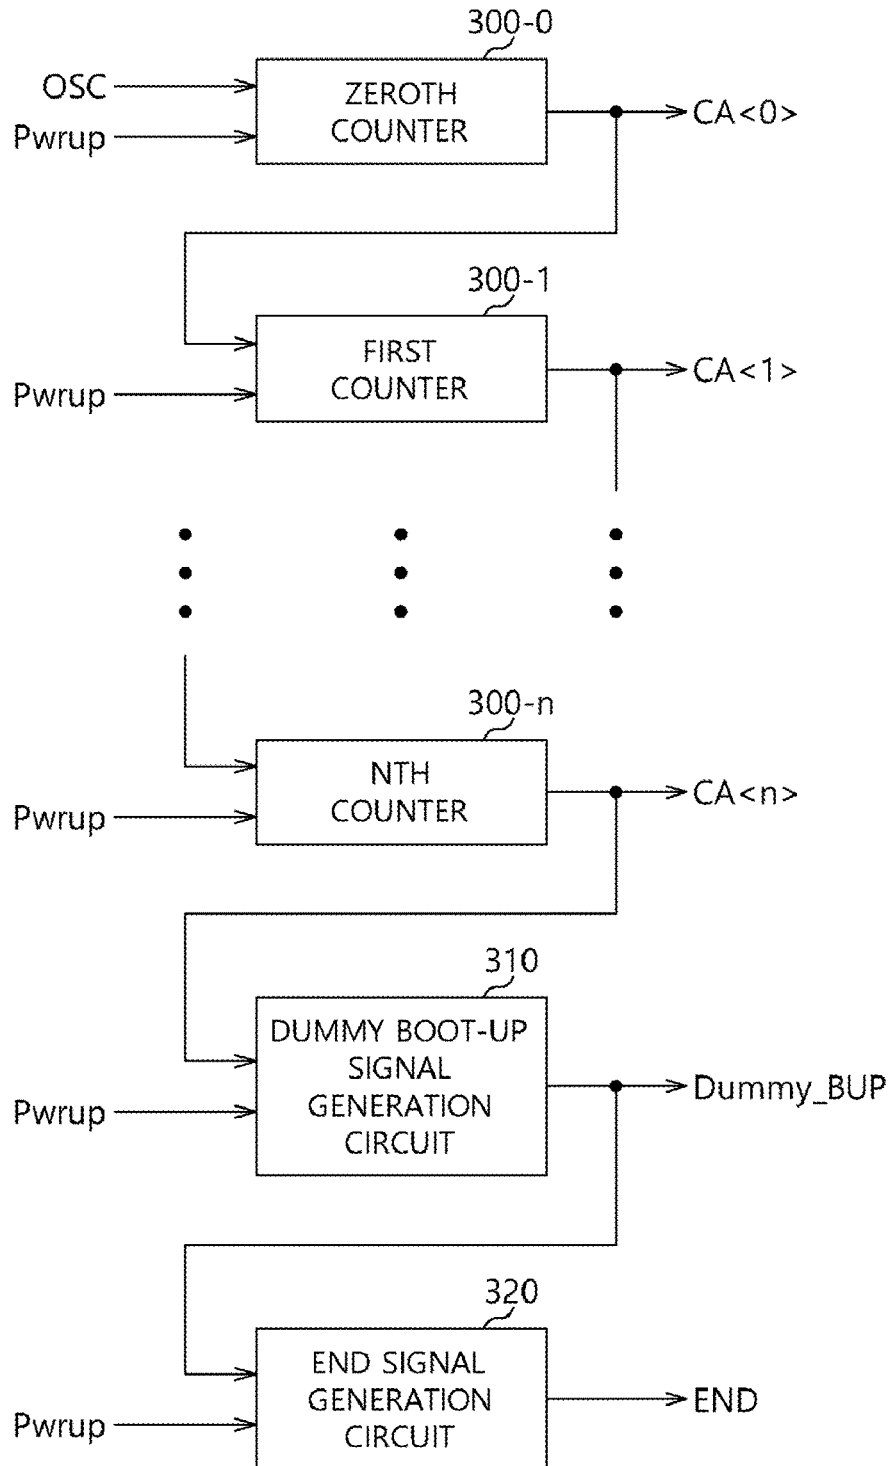 300-0
OSC
Pwrup
ZEROTH
COUNTER
CA<0>
300-1
FIRST
COUNTER
Pwrup
CA<1>
300-n
NTH
COUNTER
Pwrup
CA<n>
310
DUMMY BOOT-UP
SIGNAL
GENERATION
CIRCUIT
Pwrup
Dummy_BUP
320
END SIGNAL
GENERATION
CIRCUIT
Pwrup
END